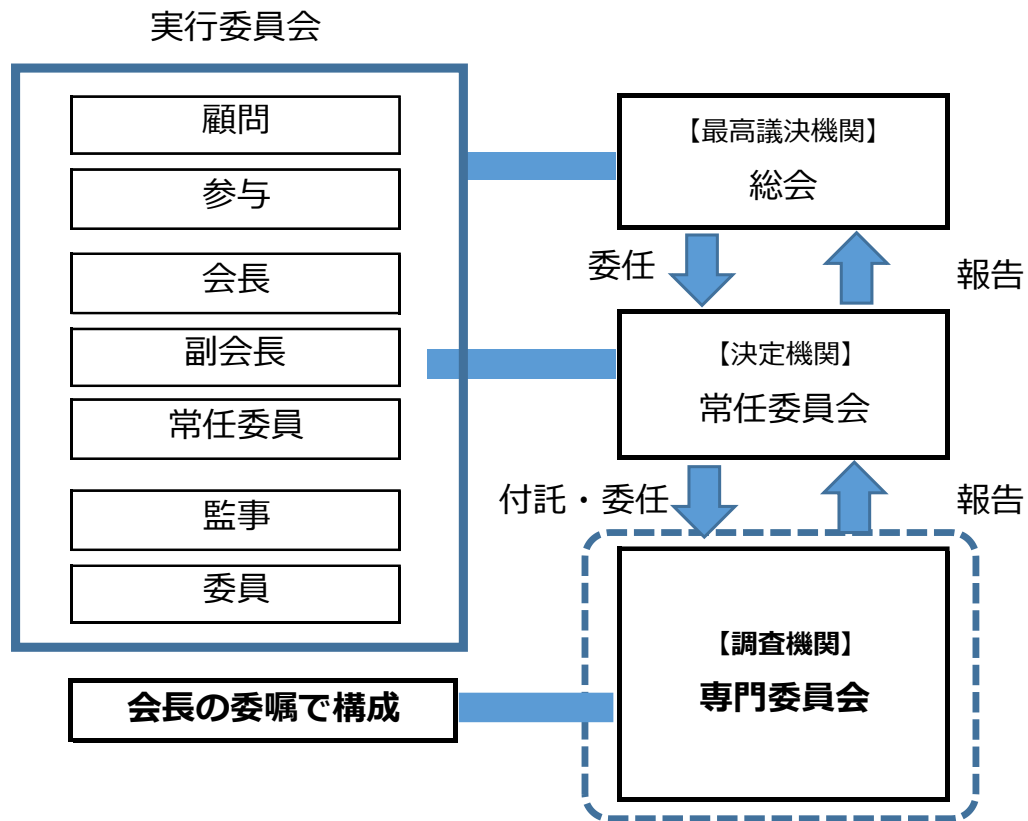 実行委員会
顧問
参与
会長
副会長
常任委員
監事
委員
会長の委嘱で構成
【最高議決機関】
総会
委任
報告
【決定機関】
常任委員会
付託・委任
報告
【調査機関】
専門委員会